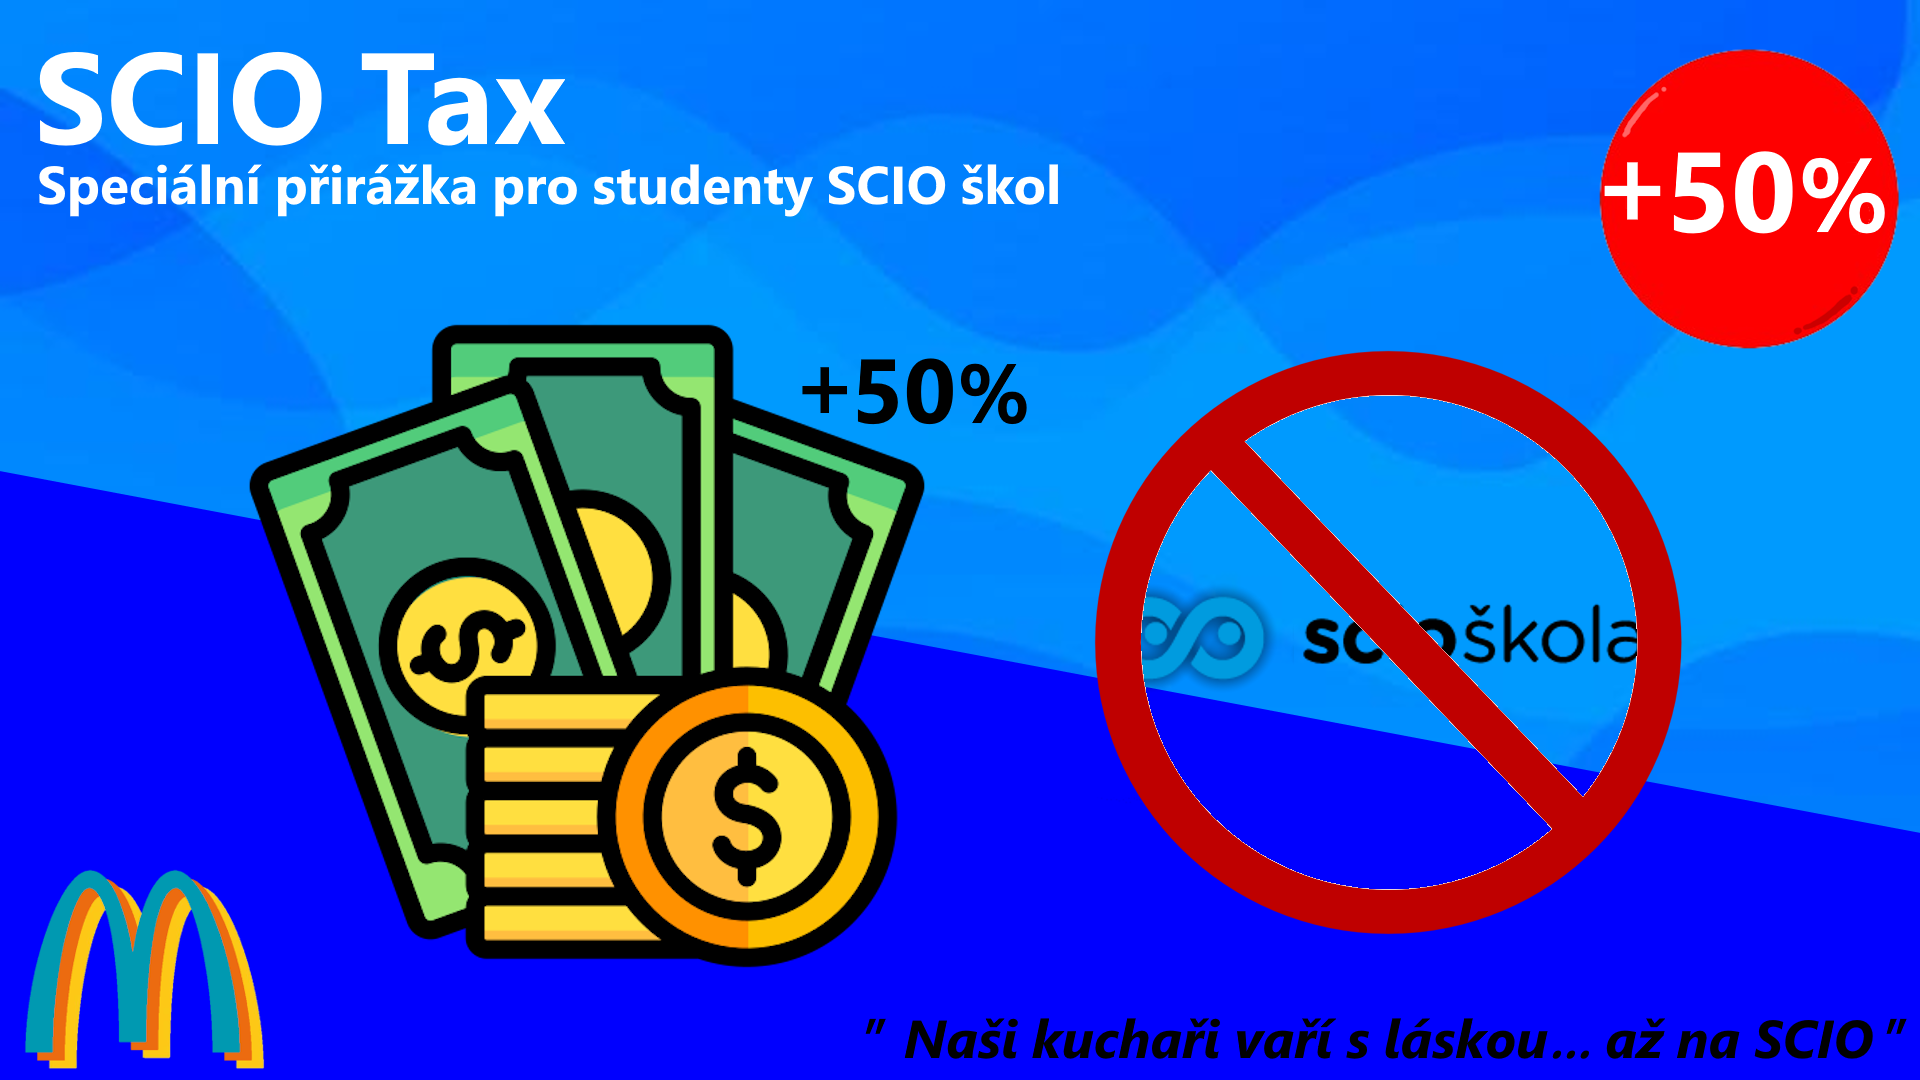 SCIO Tax
Speciální přirážka pro studenty SCIO škol
+50%
+50%
scioškola
" Naši kuchaři vaří s láskou... až na SCIO "